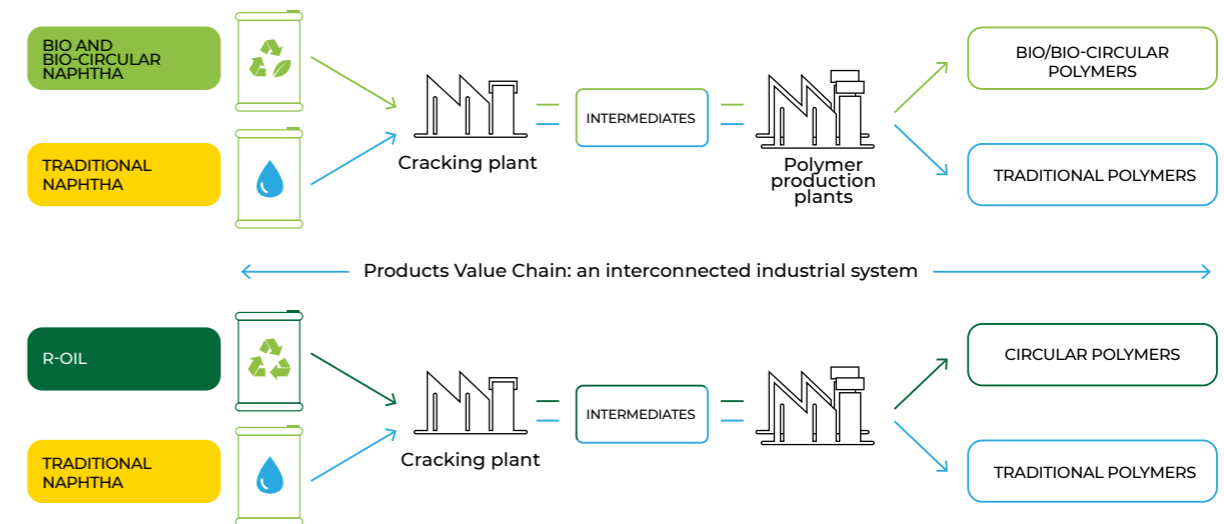 BIO AND
BIO-CIRCULAR
NAPHTHA
BIO/BIO-CIRCULAR
POLYMERS
INTERMEDIATES
Cracking plant
Polymer
production
plants
TRADITIONAL
NAPHTHA
TRADITIONAL POLYMERS
Products Value Chain: an interconnected industrial system
R-OIL
CIRCULAR POLYMERS
INTERMEDIATES
Cracking plant
TRADITIONAL
NAPHTHA
TRADITIONAL POLYMERS